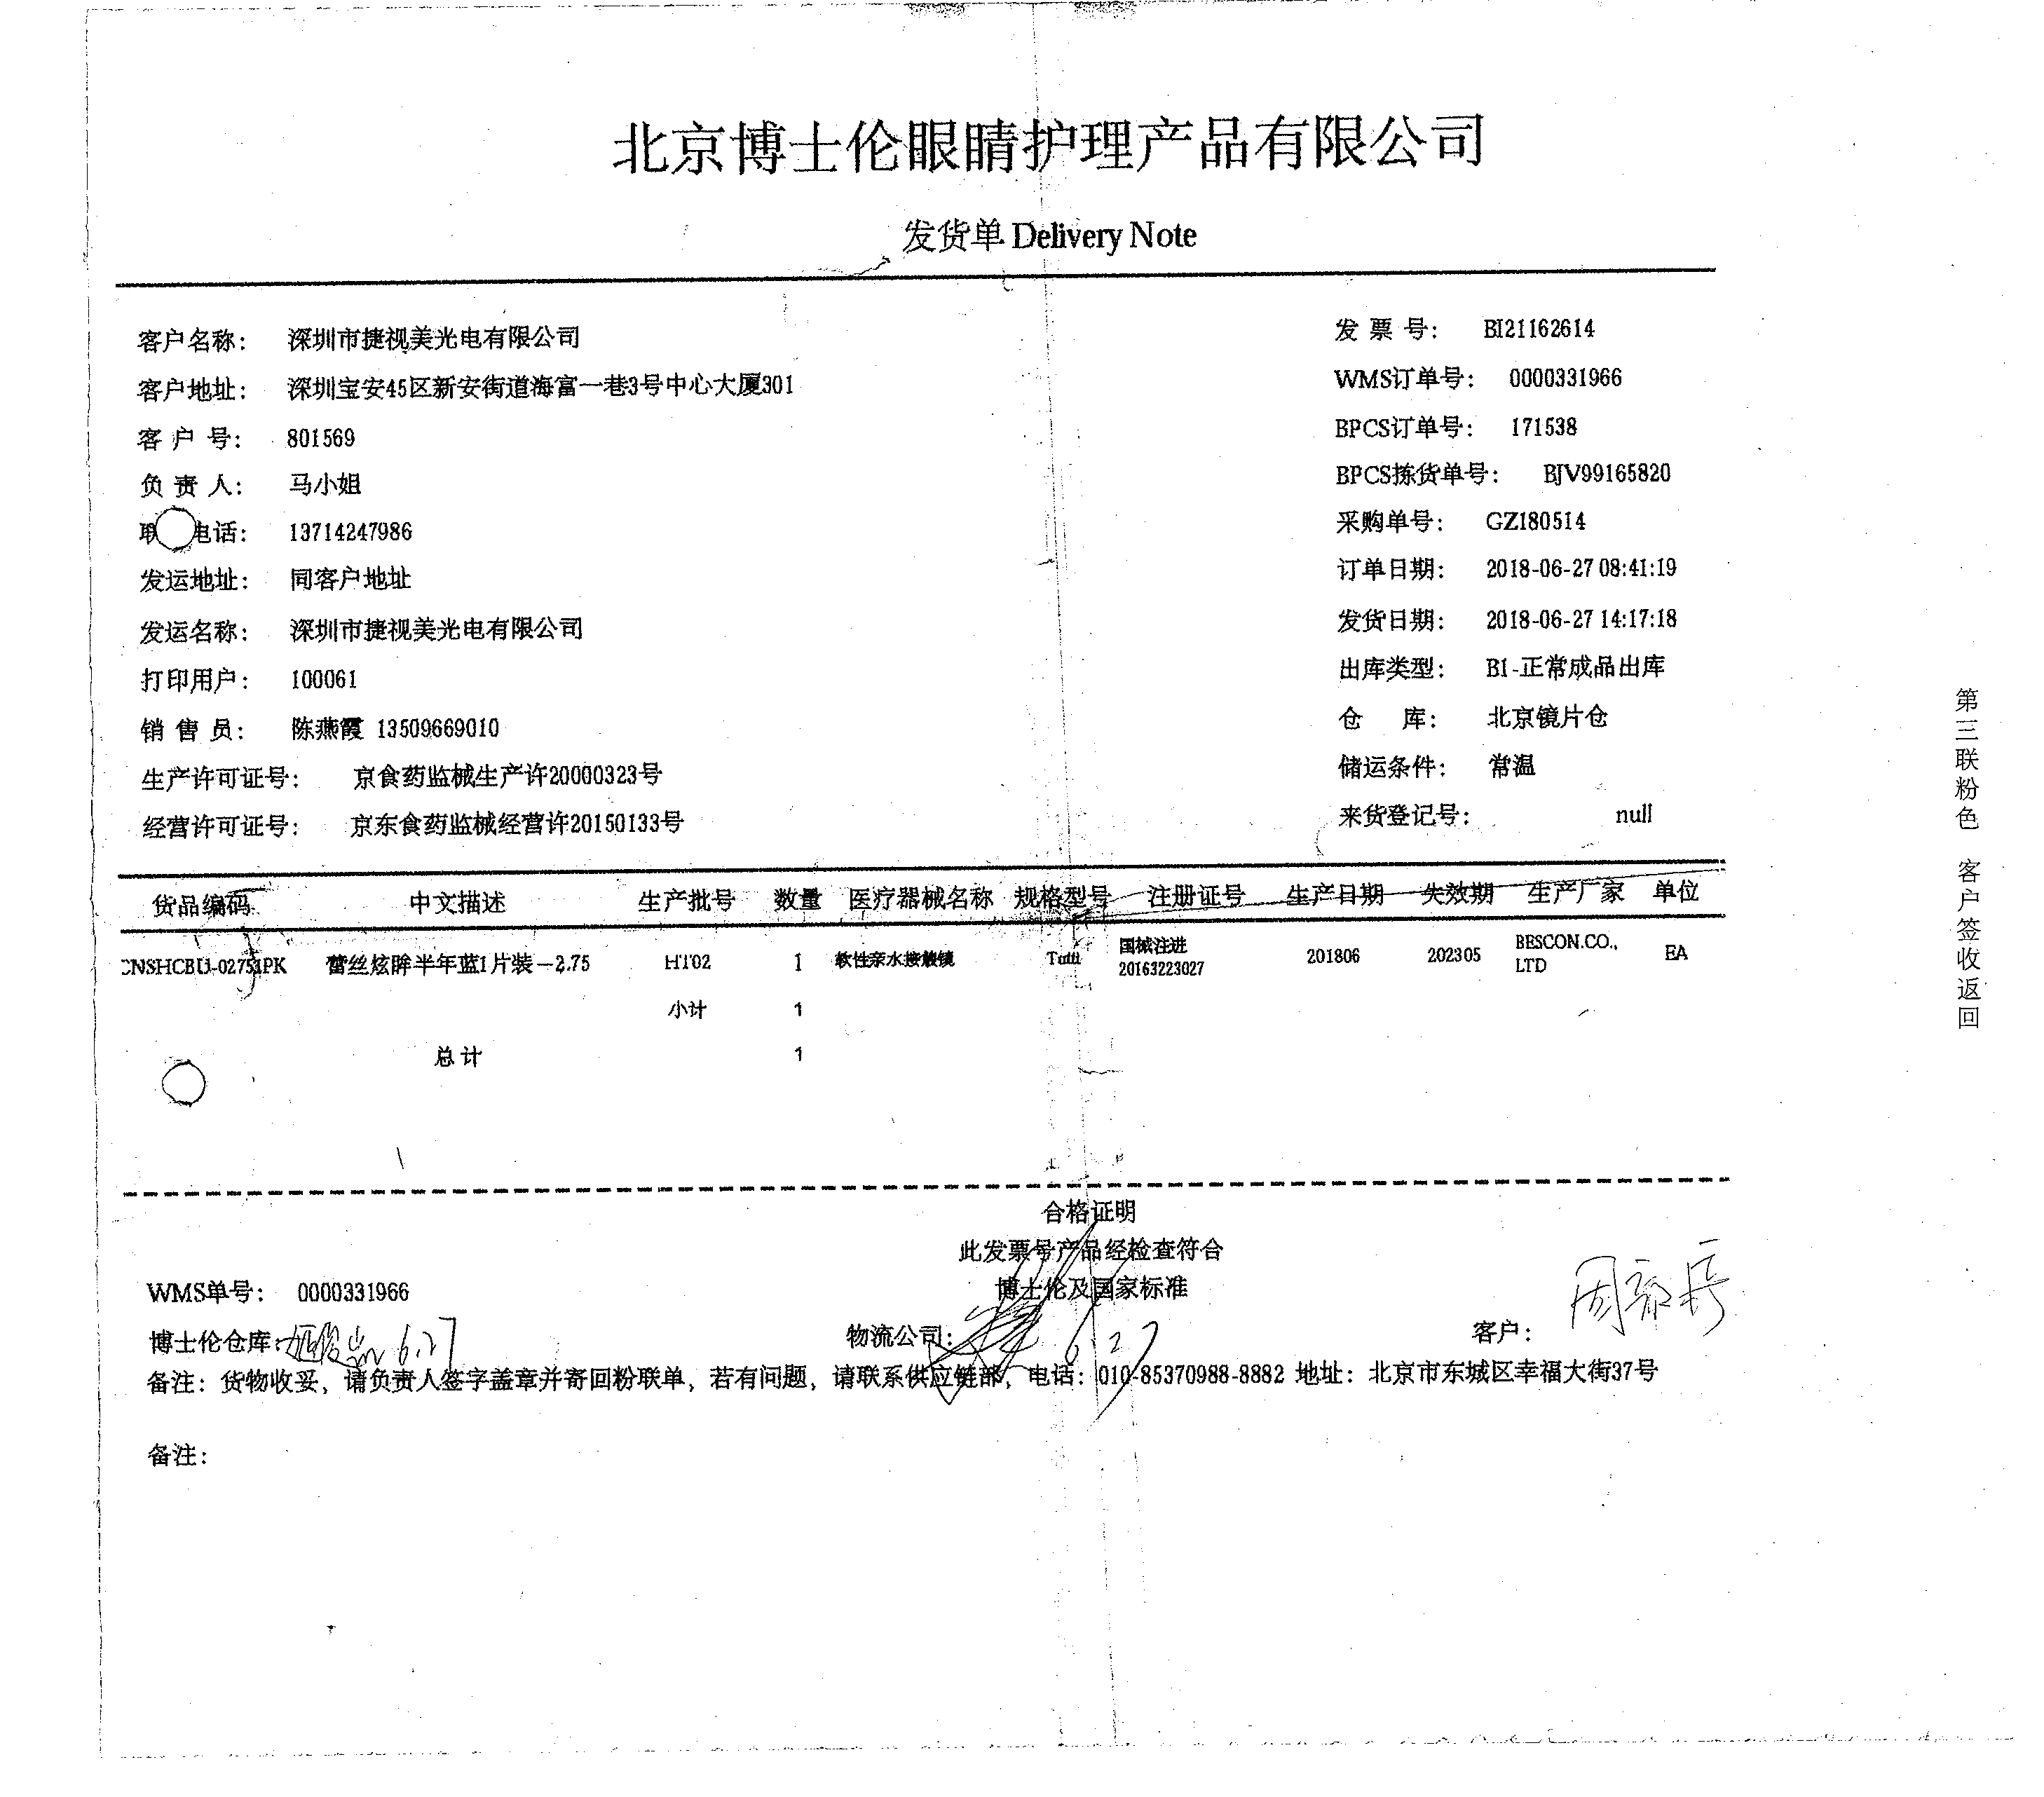 北京博士伦眼睛护理产品有限公司
发货单 Delivery Note
客户名称： 深圳市捷视美光电有限公司
客户地址： 深圳宝安45区新安街道海富一巷3号中心大厦301
客 户 号： 801569
负 责 人： 马小姐
联 电话： 13714247986
发运地址： 同客户地址
发运名称： 深圳市捷视美光电有限公司
打印用户： 100061
销 售 员： 陈燕霞 13509669010
生产许可证号： 京食药监械生产许20000323号
经营许可证号： 京东食药监械经营许20150133号
发 票 号： BI21162614
WMS订单号： 0000331966
BPCS订单号： 171538
BPCS拣货单号： BJV99165820
采购单号： GZ180514
订单日期： 2018-06-27 08:41:19
发货日期： 2018-06-27 14:17:18
出库类型： B1-正常成品出库
仓 库： 北京镜片仓
储运条件： 常温
来货登记号： null
货品编码 中文描述 生产批号 数量 医疗器械名称 规格型号 注册证号 生产日期 失效期 生产厂家 单位
蕾丝炫眸半年蓝1片装－2.75 HT02 1 软性亲水接触镜 Tutti 国械注进 201806 202305 BESCON.CO., EA
20163223027 LTD
小计 1
总计 1
合格证明
此发票号产品经检查符合
博士伦及国家标准
WMS单号： 0000331966
博士伦仓库： 6.27 物流公司： 6 27 客户：
备注：货物收妥，请负责人签字盖章并寄回粉联单，若有问题，请联系供应链部，电话：010-85370988-8882 地址：北京市东城区幸福大街37号
备注：
第三联粉色 客户签收返回